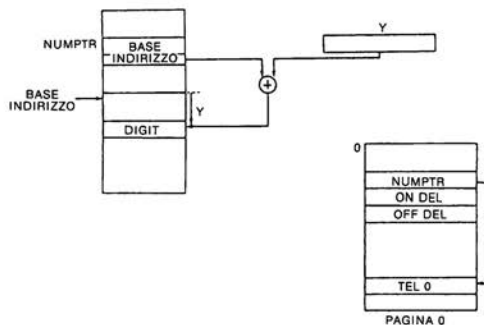 Y
NUMPTR
BASE
INDIRIZZO
+
BASE
INDIRIZZO
Y
DIGIT
0
NUMPTR
ON DEL
OFF DEL
TEL 0
PAGINA 0